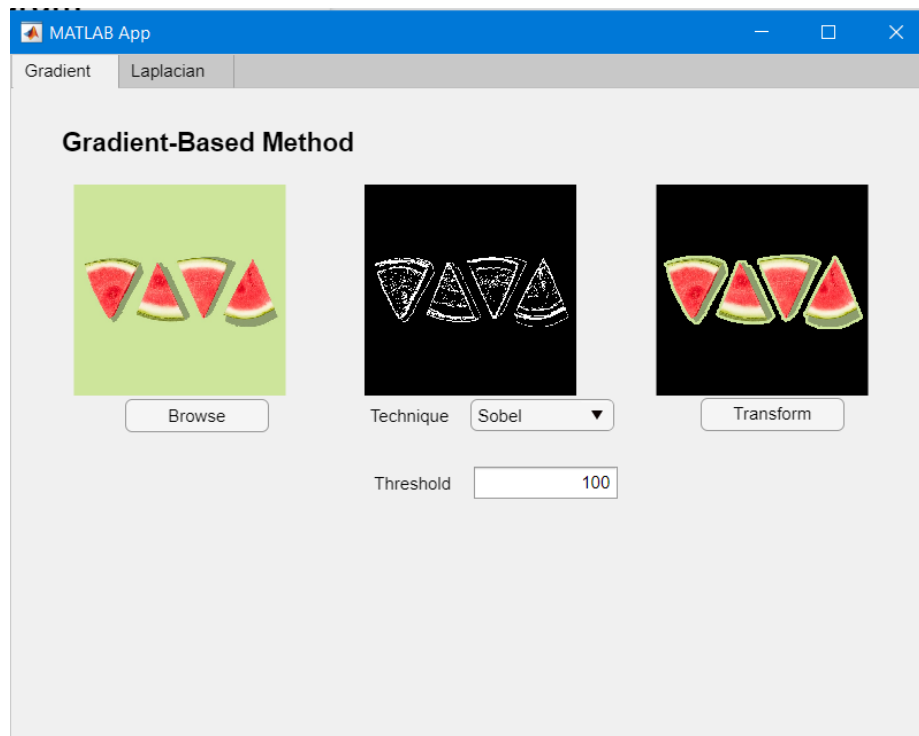 MATLAB App
Gradient Laplacian
Gradient-Based Method
Browse Technique Sobel Transform
Threshold 100